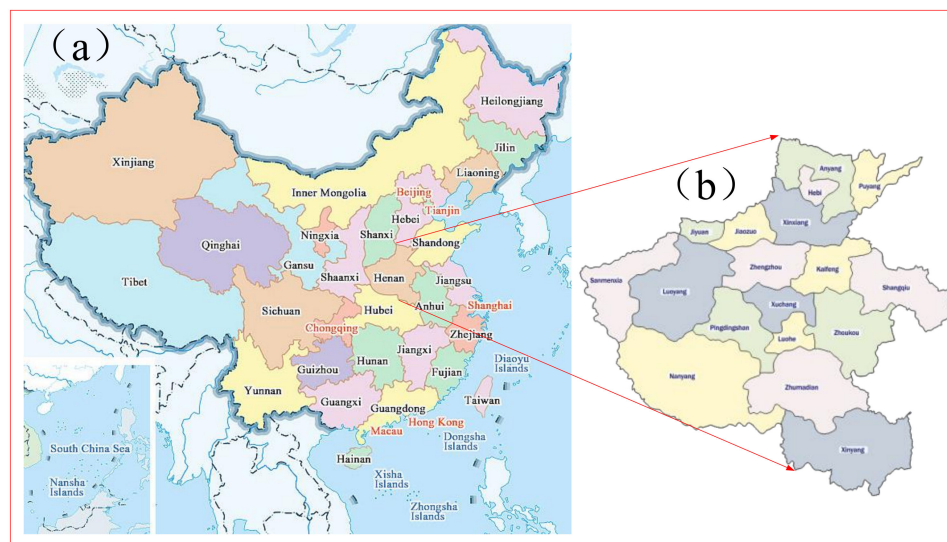 (a)
Heilongjiang
Jilin
Liaoning
Xinjiang
Inner Mongolia
Beijing
Tianjin
Hebei
Ningxia
Shanxi
Shandong
Qinghai
Gansu
Shaanxi
Henan
Jiangsu
Tibet
Anhui
Shanghai
Sichuan
Hubei
Chongqing
Zhejiang
Jiangxi
Hunan
Guizhou
Fujian
Diaoyu
Islands
Yunnan
Guangxi
Guangdong
Taiwan
Hong Kong
Macau
Dongsha
Islands
Hainan
Xisha
Islands
Zhongsha
Islands
South China Sea
Nansha
Islands
(b)
Anyang
Hebi
Puyang
Xinxiang
Jiyuan
Jiaozuo
Sanmenxia
Luoyang
Zhengzhou
Kaifeng
Shangqiu
Xuchang
Pingdingshan
Luohe
Zhoukou
Nanyang
Zhumadian
Xinyang